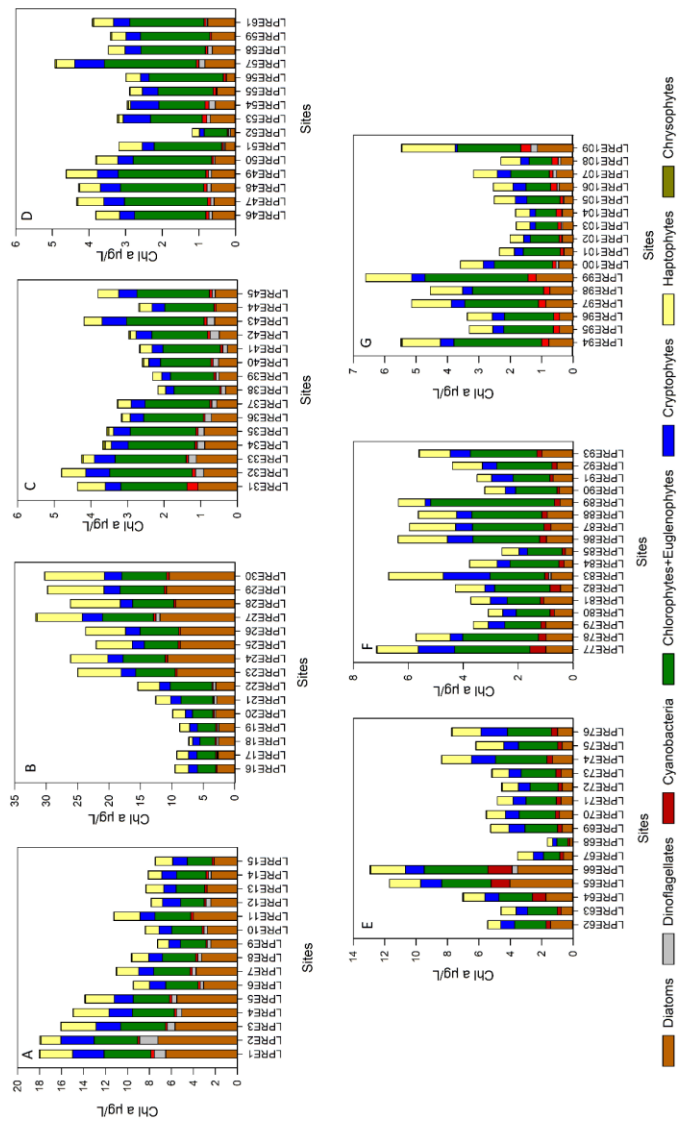 A
Chl a µg/L
20
18
16
14
12
10
8
6
4
2
0
LPRE1
LPRE2
LPRE3
LPRE4
LPRE5
LPRE6
LPRE7
LPRE8
LPRE9
LPRE10
LPRE11
LPRE12
LPRE13
LPRE14
LPRE15
Sites
B
Chl a µg/L
35
30
25
20
15
10
5
0
LPRE16
LPRE17
LPRE18
LPRE19
LPRE20
LPRE21
LPRE22
LPRE23
LPRE24
LPRE25
LPRE26
LPRE27
LPRE28
LPRE29
LPRE30
Sites
C
Chl a µg/L
6
5
4
3
2
1
0
LPRE31
LPRE32
LPRE33
LPRE34
LPRE35
LPRE36
LPRE37
LPRE38
LPRE39
LPRE40
LPRE41
LPRE42
LPRE43
LPRE44
LPRE45
Sites
D
Chl a µg/L
6
5
4
3
2
1
0
LPRE46
LPRE47
LPRE48
LPRE49
LPRE50
LPRE51
LPRE52
LPRE53
LPRE54
LPRE55
LPRE56
LPRE57
LPRE58
LPRE59
LPRE61
Sites
E
Chl a µg/L
14
12
10
8
6
4
2
0
LPRE62
LPRE63
LPRE64
LPRE65
LPRE66
LPRE67
LPRE68
LPRE69
LPRE70
LPRE71
LPRE72
LPRE73
LPRE74
LPRE75
LPRE76
Sites
F
Chl a µg/L
8
6
4
2
0
LPRE77
LPRE78
LPRE79
LPRE80
LPRE81
LPRE82
LPRE83
LPRE84
LPRE85
LPRE86
LPRE87
LPRE88
LPRE89
LPRE90
LPRE91
LPRE92
LPRE93
Sites
G
Chl a µg/L
7
6
5
4
3
2
1
0
LPRE94
LPRE95
LPRE96
LPRE97
LPRE98
LPRE99
LPRE100
LPRE101
LPRE102
LPRE103
LPRE104
LPRE105
LPRE106
LPRE107
LPRE108
LPRE109
Sites
Diatoms
Dinoflagellates
Cyanobacteria
Chlorophytes+Euglenophytes
Cryptophytes
Haptophytes
Chrysophytes